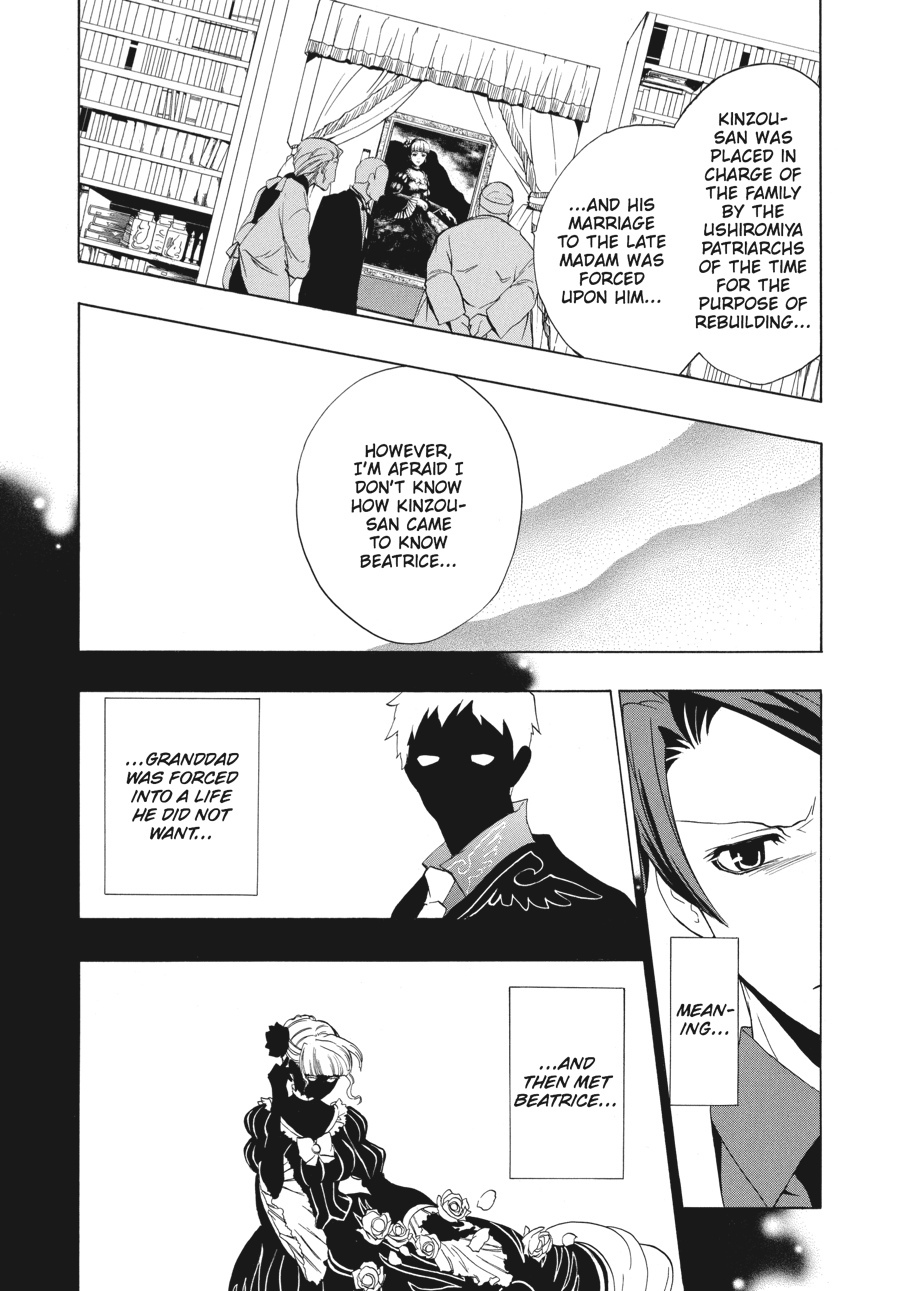 KINZOU-
SAN WAS
PLACED IN
CHARGE OF
THE FAMILY
BY THE
USHIROMIYA
PATRIARCHS
OF THE TIME
FOR THE
PURPOSE OF
REBUILDING...
...AND HIS
MARRIAGE
TO THE LATE
MADAM WAS
FORCED
UPON HIM...
HOWEVER,
I'M AFRAID I
DON'T KNOW
HOW KINZOU-
SAN CAME
TO KNOW
BEATRICE...
MEAN-
ING...
...GRANDDAD
WAS FORCED
INTO A LIFE
HE DID NOT
WANT...
...AND
THEN MET
BEATRICE...